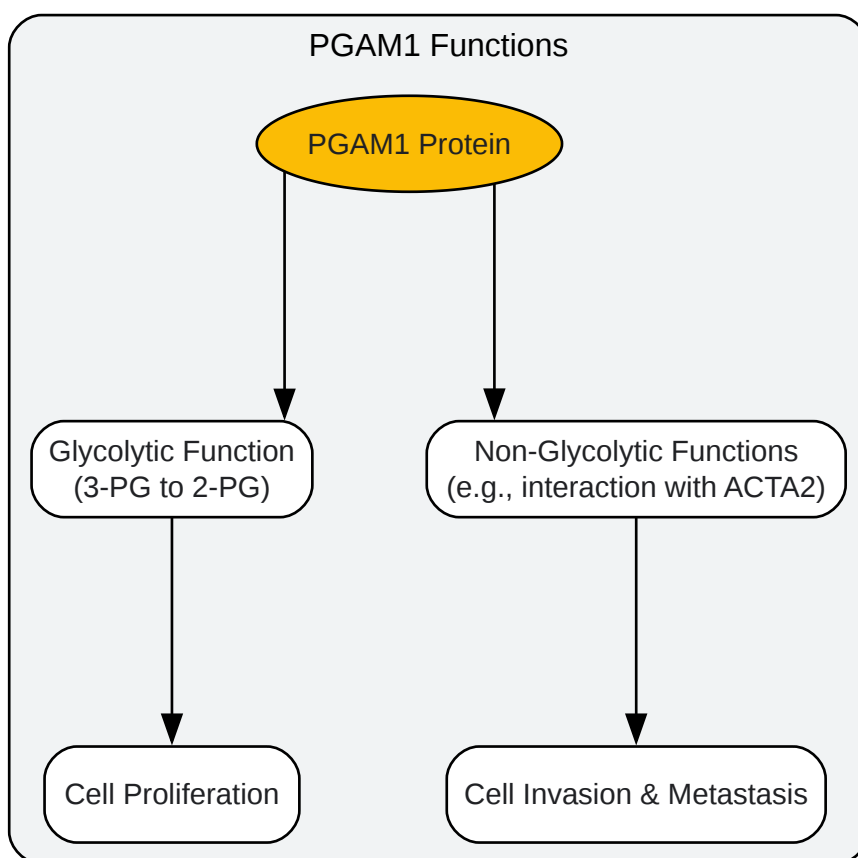 PGAM1 Functions
PGAM1 Protein
Glycolytic Function
(3-PG to 2-PG)
Non-Glycolytic Functions
(e.g., interaction with ACTA2)
Cell Proliferation
Cell Invasion & Metastasis